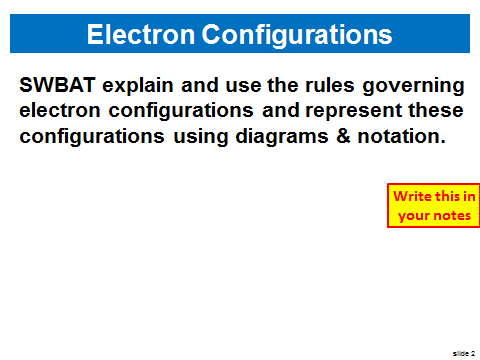 Electron Configurations
SWBAT explain and use the rules governing
electron configurations and represent these
configurations using diagrams & notation.
Write this in
your notes
slide 2